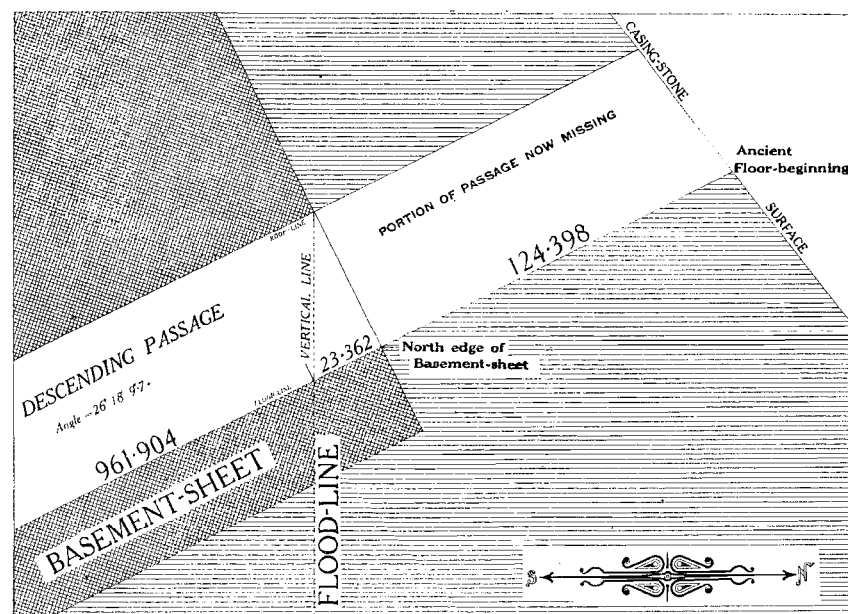 CASING-STONE
SURFACE
Ancient
Floor-beginning
PORTION OF PASSAGE NOW MISSING
124·398
ROOF-LINE
VERTICAL LINE
23·362
North edge of
Basement-sheet
DESCENDING PASSAGE
Angle – 26° 18′ 9·7″
FLOOR-LINE
961·904
BASEMENT-SHEET
FLOOD-LINE
S
N